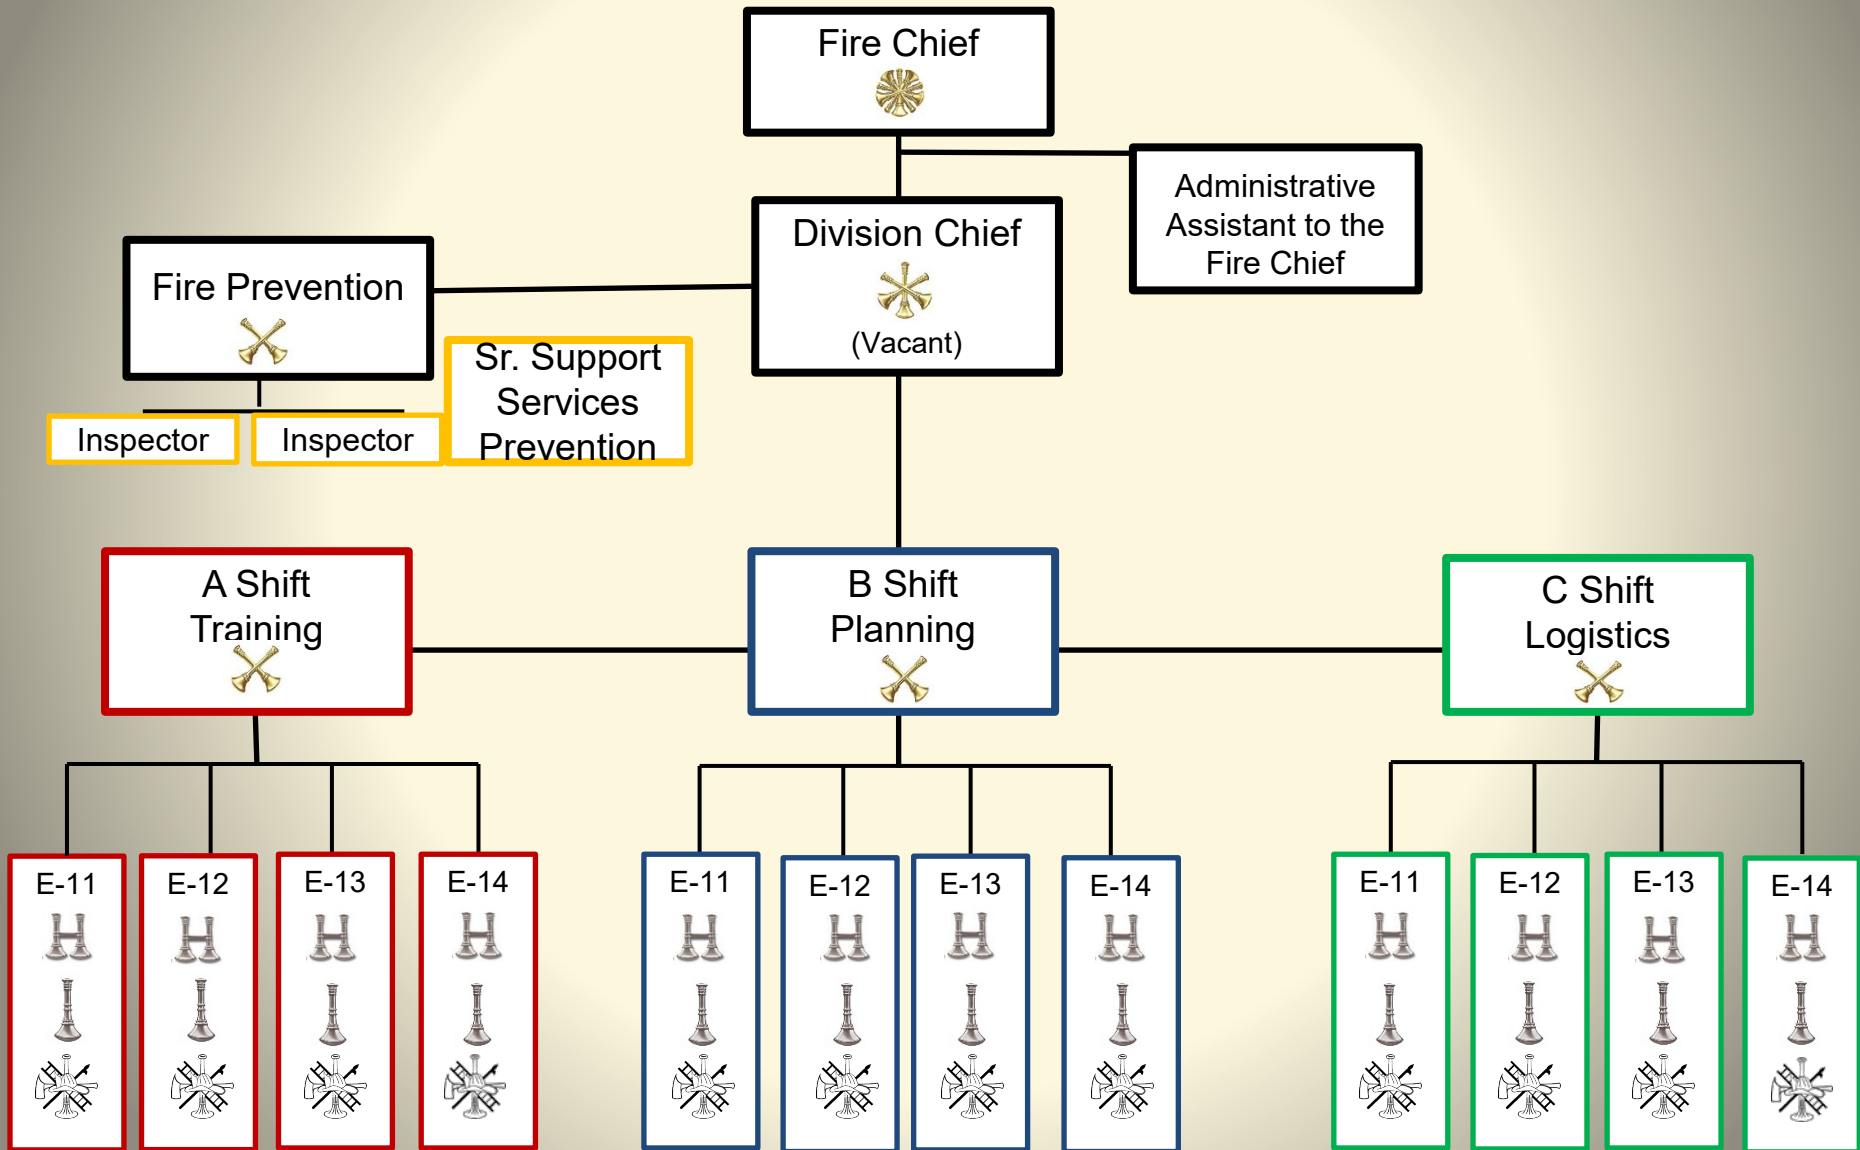 Fire Chief
Administrative
Assistant to the
Fire Chief
Division Chief
(Vacant)
Fire Prevention
Sr. Support
Services
Prevention
Inspector
Inspector
A Shift
Training
B Shift
Planning
C Shift
Logistics
E-11
E-12
E-13
E-14
E-11
E-12
E-13
E-14
E-11
E-12
E-13
E-14